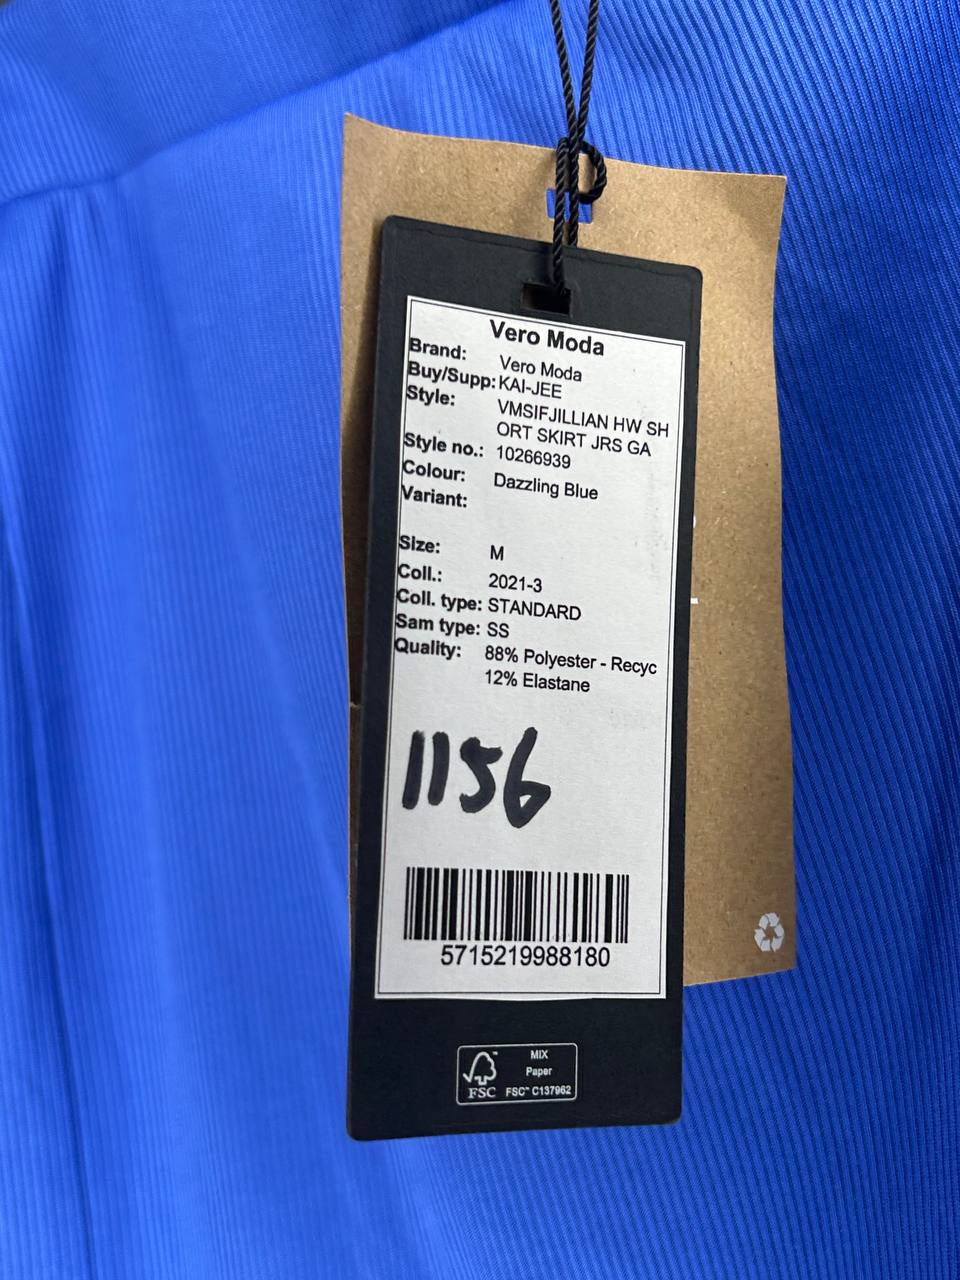 Vero Moda
Brand: Vero Moda
Buy/Supp: KAI-JEE
Style: VMSIFJILLIAN HW SH
ORT SKIRT JRS GA
Style no.: 10266939
Colour: Dazzling Blue
Variant:
Size: M
Coll.: 2021-3
Coll. type: STANDARD
Sam type: SS
Quality: 88% Polyester - Recyc
12% Elastane
1156
5715219988180
MIX
Paper
FSC™ C137962
FSC